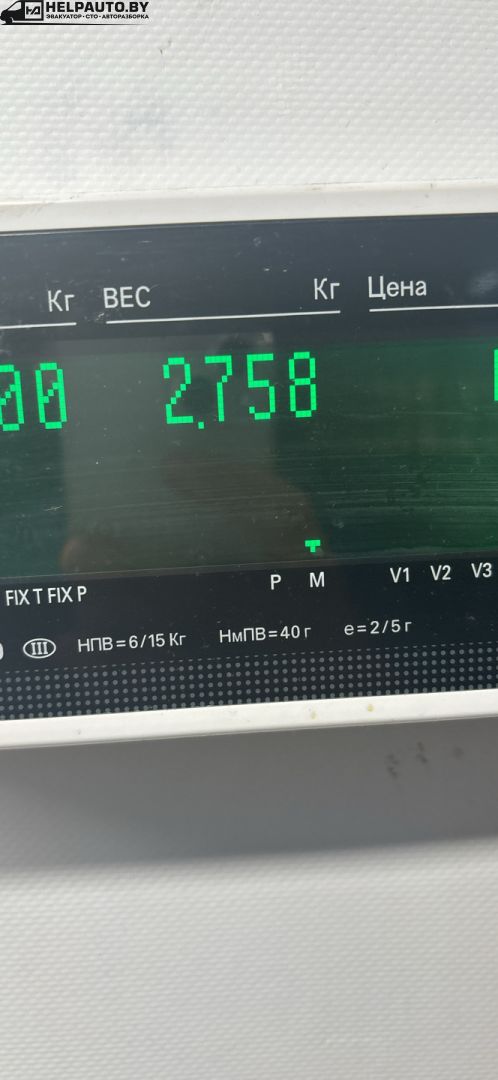 HELPAUTO.BY
ЭВАКУАТОР · СТО · АВТОРАЗБОРКА
Кг ВЕС Кг Цена
00 2.758
FIX T FIX P P M V1 V2 V3
III НПВ=6/15 Кг НмПВ=40 г e=2/5 г